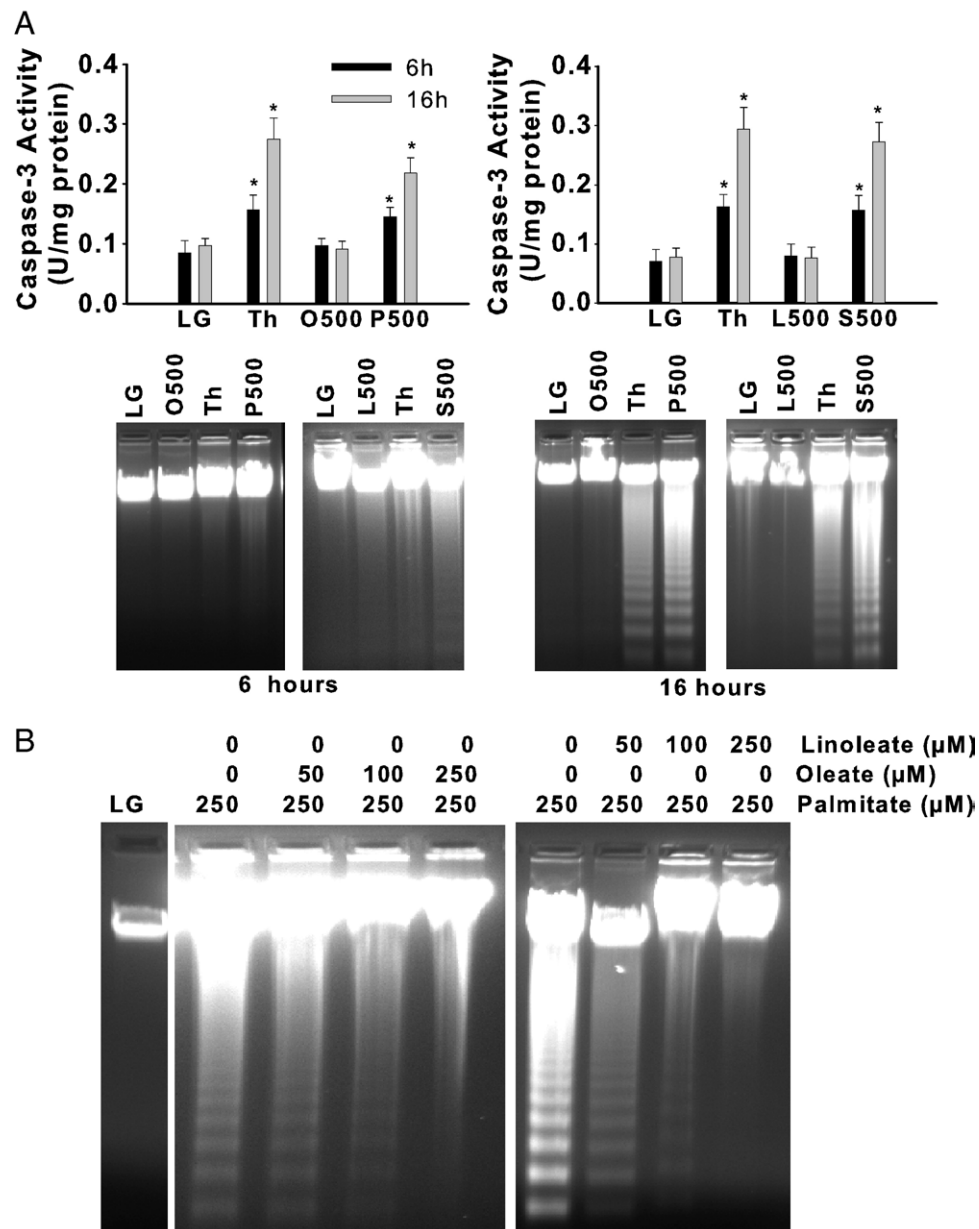 A
0.4
0.3
0.2
0.1
0.0
Caspase-3 Activity
(U/mg protein)
6h
16h
*
*
*
*
LG Th O500 P500
0.4
0.3
0.2
0.1
0.0
Caspase-3 Activity
(U/mg protein)
*
*
*
*
LG Th L500 S500
LG O500 Th P500
LG L500 Th S500
6 hours
LG O500 Th P500
LG L500 Th S500
16 hours
B
0 0 0 0 0 50 100 250 Linoleate (µM)
0 50 100 250 0 0 0 0 Oleate (µM)
LG 250 250 250 250 250 250 250 250 Palmitate (µM)